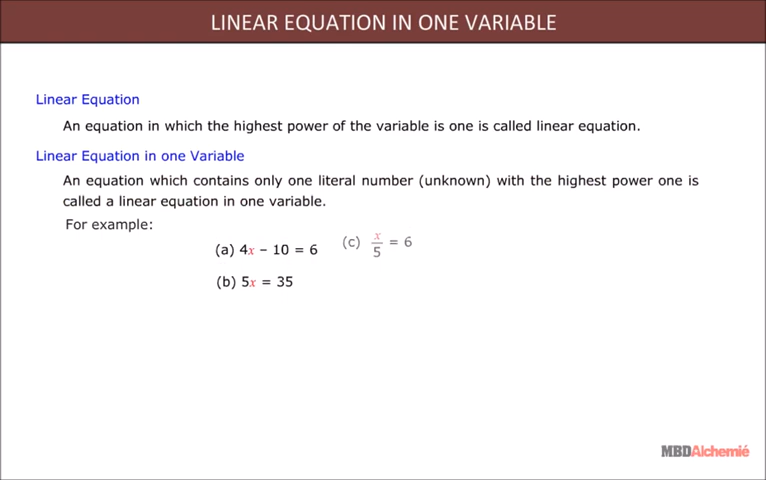 LINEAR EQUATION IN ONE VARIABLE
Linear Equation
An equation in which the highest power of the variable is one is called linear equation.
Linear Equation in one Variable
An equation which contains only one literal number (unknown) with the highest power one is
called a linear equation in one variable.
For example:
(a) 4x – 10 = 6
(c) x/5 = 6
(b) 5x = 35
MBDAlchemié